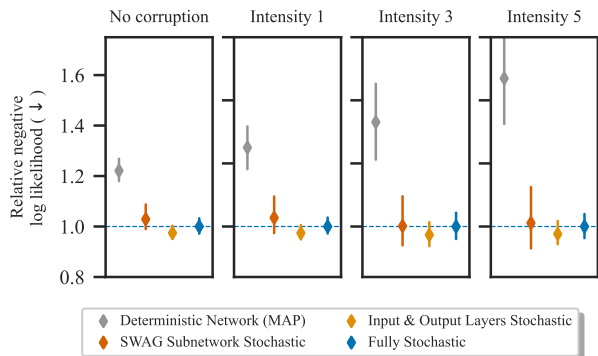 No corruption
Intensity 1
Intensity 3
Intensity 5
Relative negative
log likelihood (↓)
1.6
1.4
1.2
1.0
0.8
Deterministic Network (MAP)
SWAG Subnetwork Stochastic
Input & Output Layers Stochastic
Fully Stochastic